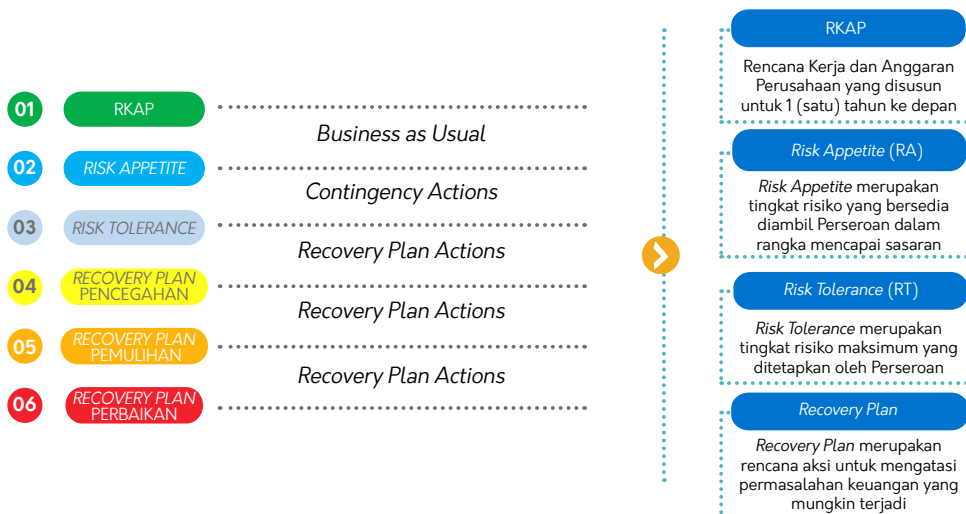 01
RKAP
Business as Usual
02
RISK APPETITE
Contingency Actions
03
RISK TOLERANCE
Recovery Plan Actions
04
RECOVERY PLAN
PENCEGAHAN
Recovery Plan Actions
05
RECOVERY PLAN
PEMULIHAN
Recovery Plan Actions
06
RECOVERY PLAN
PERBAIKAN
RKAP
Rencana Kerja dan Anggaran
Perusahaan yang disusun
untuk 1 (satu) tahun ke depan
Risk Appetite (RA)
Risk Appetite merupakan
tingkat risiko yang bersedia
diambil Perseroan dalam
rangka mencapai sasaran
Risk Tolerance (RT)
Risk Tolerance merupakan
tingkat risiko maksimum yang
ditetapkan oleh Perseroan
Recovery Plan
Recovery Plan merupakan
rencana aksi untuk mengatasi
permasalahan keuangan yang
mungkin terjadi